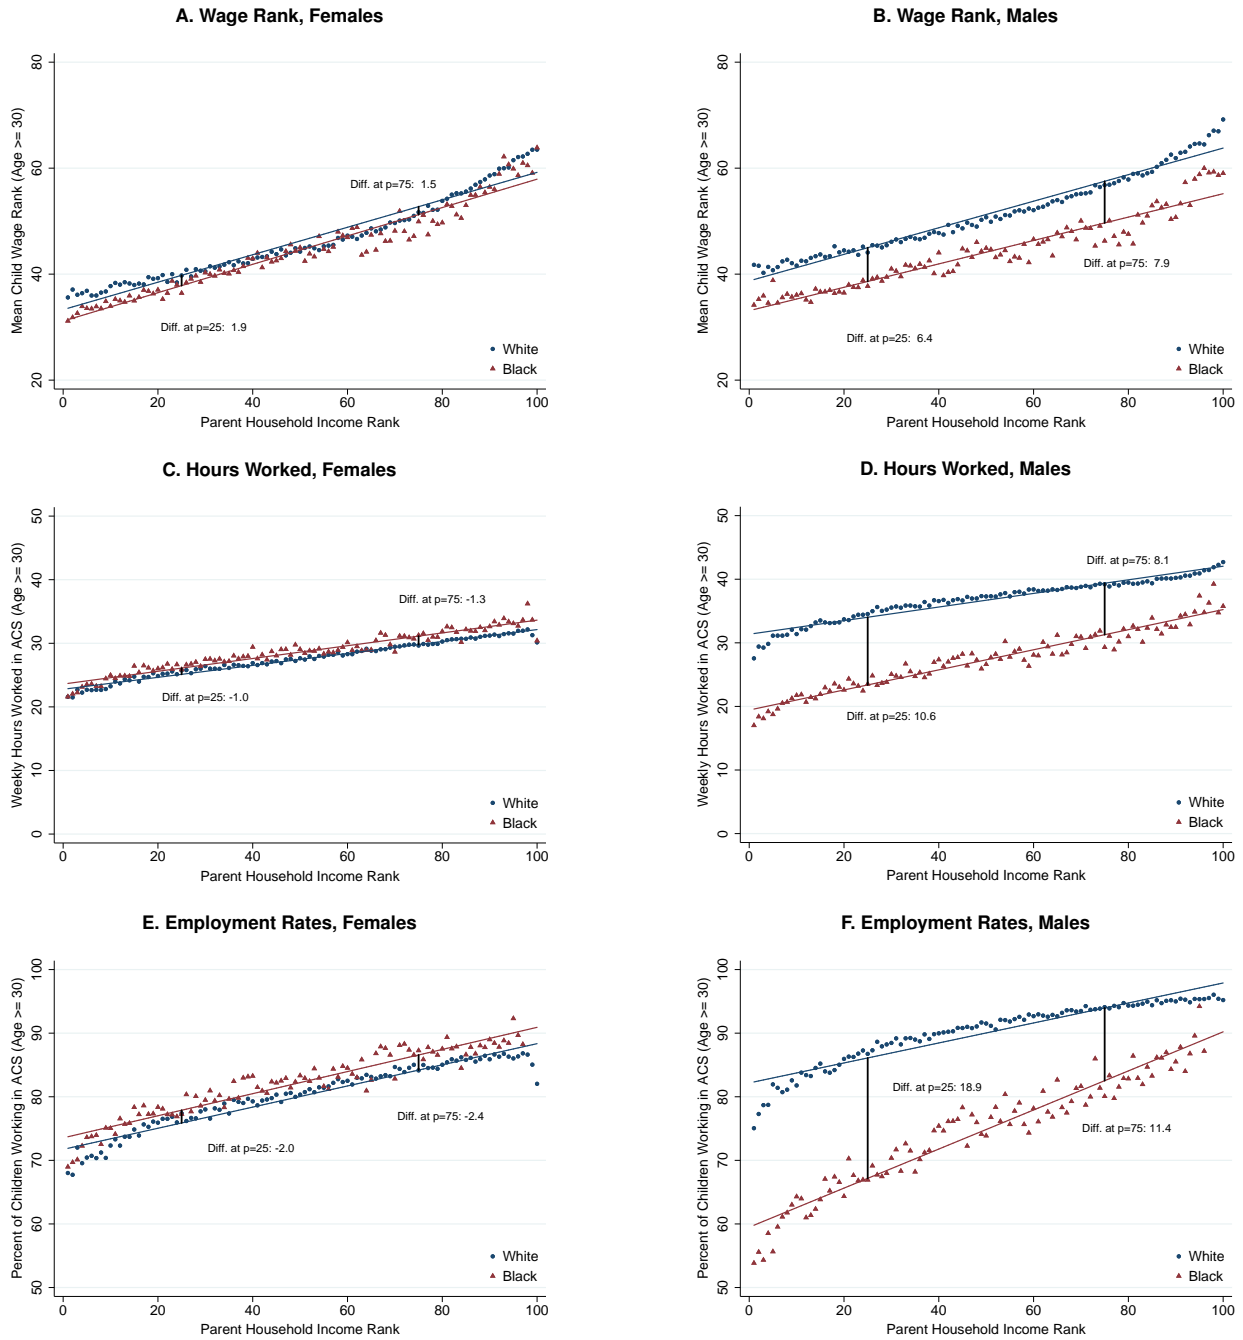 A. Wage Rank, Females
Mean Child Wage Rank (Age >= 30)
80
60
40
20
Diff. at p=75: 1.5
Diff. at p=25: 1.9
White
Black
0 20 40 60 80 100
Parent Household Income Rank
B. Wage Rank, Males
Mean Child Wage Rank (Age >= 30)
80
60
40
20
Diff. at p=75: 7.9
Diff. at p=25: 6.4
White
Black
0 20 40 60 80 100
Parent Household Income Rank
C. Hours Worked, Females
Weekly Hours Worked in ACS (Age >= 30)
50
40
30
20
10
0
Diff. at p=75: -1.3
Diff. at p=25: -1.0
White
Black
0 20 40 60 80 100
Parent Household Income Rank
D. Hours Worked, Males
Weekly Hours Worked in ACS (Age >= 30)
50
40
30
20
10
0
Diff. at p=75: 8.1
Diff. at p=25: 10.6
White
Black
0 20 40 60 80 100
Parent Household Income Rank
E. Employment Rates, Females
Percent of Children Working in ACS (Age >= 30)
100
90
80
70
60
50
Diff. at p=75: -2.4
Diff. at p=25: -2.0
White
Black
0 20 40 60 80 100
Parent Household Income Rank
F. Employment Rates, Males
Percent of Children Working in ACS (Age >= 30)
100
90
80
70
60
50
Diff. at p=25: 18.9
Diff. at p=75: 11.4
White
Black
0 20 40 60 80 100
Parent Household Income Rank